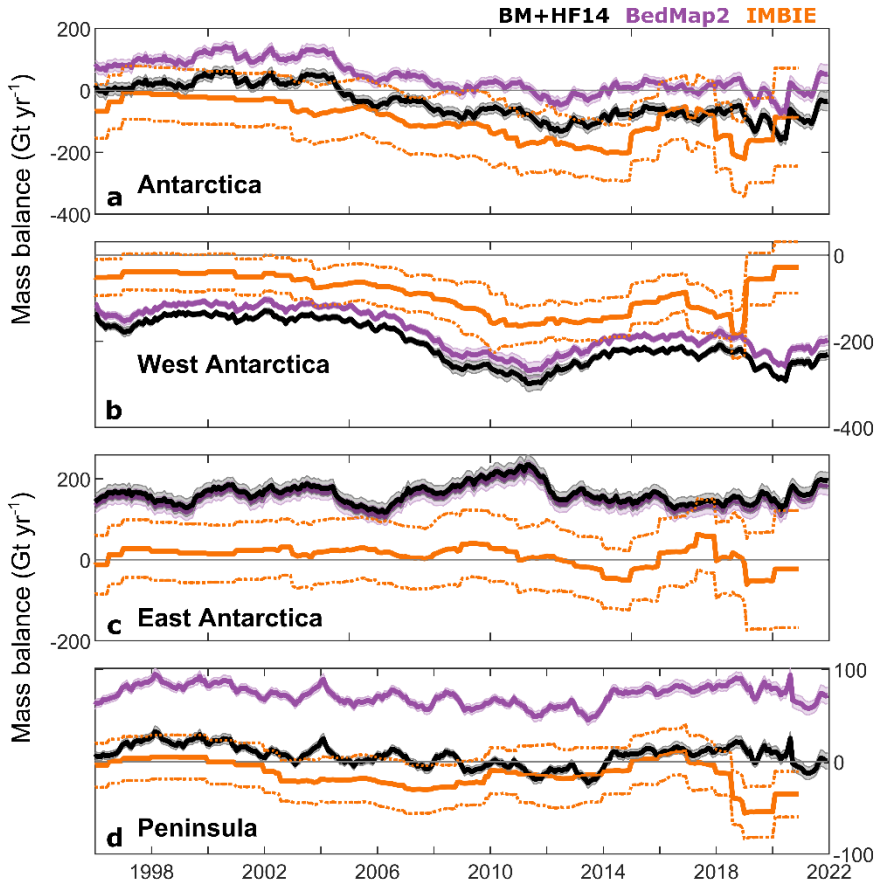 BM+HF14 BedMap2 IMBIE
200
0
-200
-400
a Antarctica
Mass balance (Gt yr-1)
0
-200
-400
b West Antarctica
200
0
-200
c East Antarctica
Mass balance (Gt yr-1)
100
0
-100
d Peninsula
1998 2002 2006 2010 2014 2018 2022